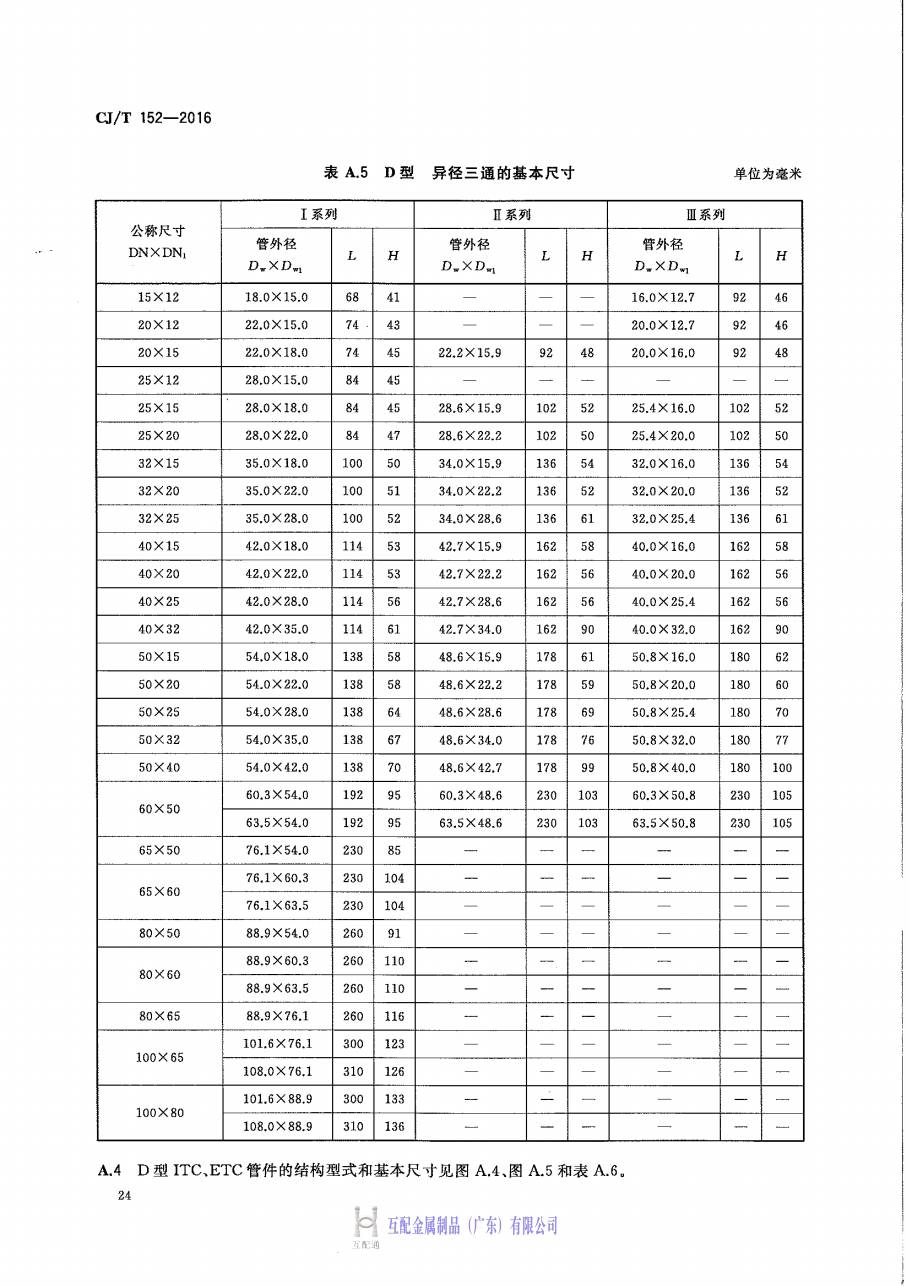 CJ/T 152—2016
表 A.5 D 型 异径三通的基本尺寸 单位为毫米
公称尺寸 DN×DN₁ Ⅰ系列 Ⅱ系列 Ⅲ系列
管外径 Dw×Dw1 L H 管外径 Dw×Dw1 L H 管外径 Dw×Dw1 L H
15×12 18.0×15.0 68 41 — — — 16.0×12.7 92 46
20×12 22.0×15.0 74 43 — — — 20.0×12.7 92 46
20×15 22.0×18.0 74 45 22.2×15.9 92 48 20.0×16.0 92 48
25×12 28.0×15.0 84 45 — — — — — —
25×15 28.0×18.0 84 45 28.6×15.9 102 52 25.4×16.0 102 52
25×20 28.0×22.0 84 47 28.6×22.2 102 50 25.4×20.0 102 50
32×15 35.0×18.0 100 50 34.0×15.9 136 54 32.0×16.0 136 54
32×20 35.0×22.0 100 51 34.0×22.2 136 52 32.0×20.0 136 52
32×25 35.0×28.0 100 52 34.0×28.6 136 61 32.0×25.4 136 61
40×15 42.0×18.0 114 53 42.7×15.9 162 58 40.0×16.0 162 58
40×20 42.0×22.0 114 53 42.7×22.2 162 56 40.0×20.0 162 56
40×25 42.0×28.0 114 56 42.7×28.6 162 56 40.0×25.4 162 56
40×32 42.0×35.0 114 61 42.7×34.0 162 90 40.0×32.0 162 90
50×15 54.0×18.0 138 58 48.6×15.9 178 61 50.8×16.0 180 62
50×20 54.0×22.0 138 58 48.6×22.2 178 59 50.8×20.0 180 60
50×25 54.0×28.0 138 64 48.6×28.6 178 69 50.8×25.4 180 70
50×32 54.0×35.0 138 67 48.6×34.0 178 76 50.8×32.0 180 77
50×40 54.0×42.0 138 70 48.6×42.7 178 99 50.8×40.0 180 100
60×50 60.3×54.0 192 95 60.3×48.6 230 103 60.3×50.8 230 105
63.5×54.0 192 95 63.5×48.6 230 103 63.5×50.8 230 105
65×50 76.1×54.0 230 85 — — — — — —
65×60 76.1×60.3 230 104 — — — — — —
76.1×63.5 230 104 — — — — — —
80×50 88.9×54.0 260 91 — — — — — —
80×60 88.9×60.3 260 110 — — — — — —
88.9×63.5 260 110 — — — — — —
80×65 88.9×76.1 260 116 — — — — — —
100×65 101.6×76.1 300 123 — — — — — —
108.0×76.1 310 126 — — — — — —
100×80 101.6×88.9 300 133 — — — — — —
108.0×88.9 310 136 — — — — — —
A.4 D 型 ITC、ETC 管件的结构型式和基本尺寸见图 A.4、图 A.5 和表 A.6。
24
互配金属制品（广东）有限公司
互配通